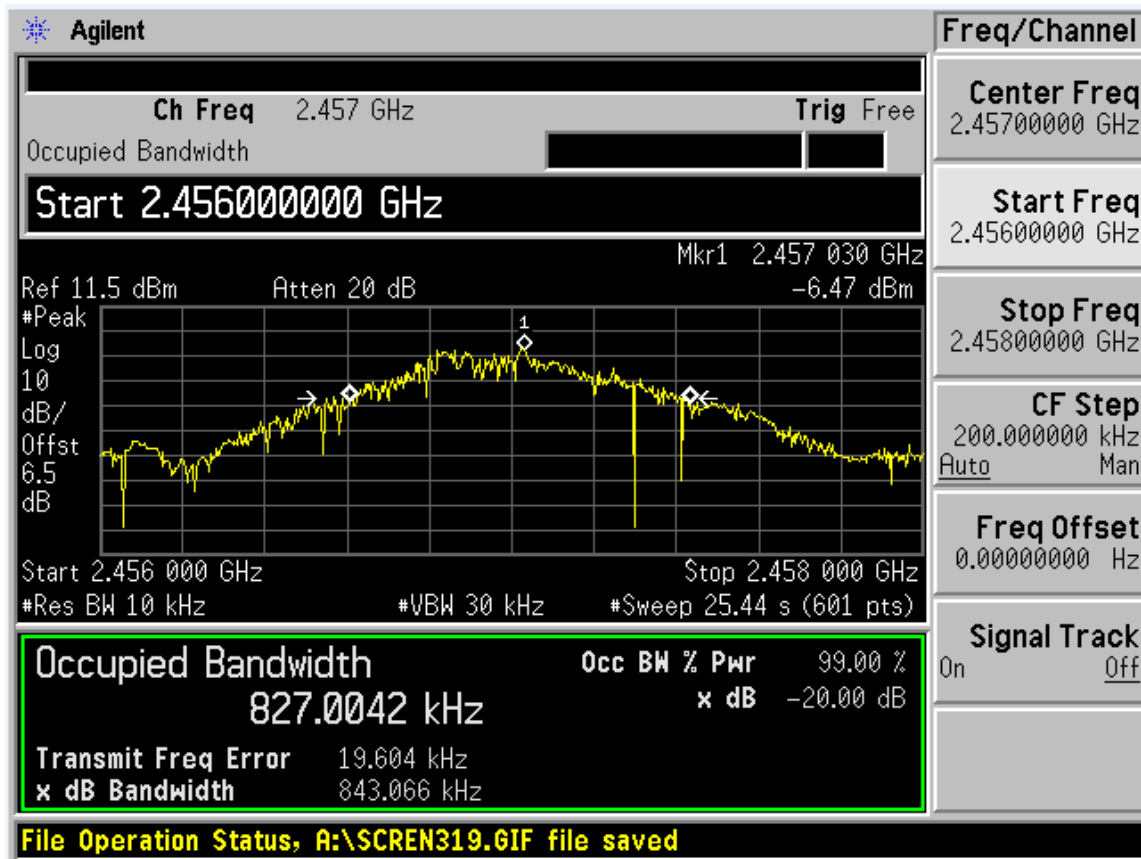 Agilent
Freq/Channel
Ch Freq 2.457 GHz Trig Free
Occupied Bandwidth
Start 2.456000000 GHz
Mkr1 2.457 030 GHz
Ref 11.5 dBm Atten 20 dB -6.47 dBm
#Peak
Log
10
dB/
Offst
6.5
dB
1
Start 2.456 000 GHz Stop 2.458 000 GHz
#Res BW 10 kHz #VBW 30 kHz #Sweep 25.44 s (601 pts)
Occupied Bandwidth Occ BW % Pwr 99.00 %
827.0042 kHz x dB -20.00 dB
Transmit Freq Error 19.604 kHz
x dB Bandwidth 843.066 kHz
File Operation Status, A:\SCREN319.GIF file saved
Center Freq
2.45700000 GHz
Start Freq
2.45600000 GHz
Stop Freq
2.45800000 GHz
CF Step
200.000000 kHz
Auto Man
Freq Offset
0.00000000 Hz
Signal Track
On Off